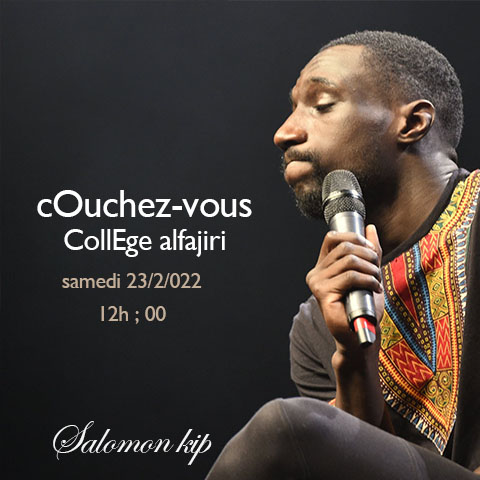 cOuchez-vous
CollEge alfajiri
samedi 23/2/022
12h ; 00
Salomon kip